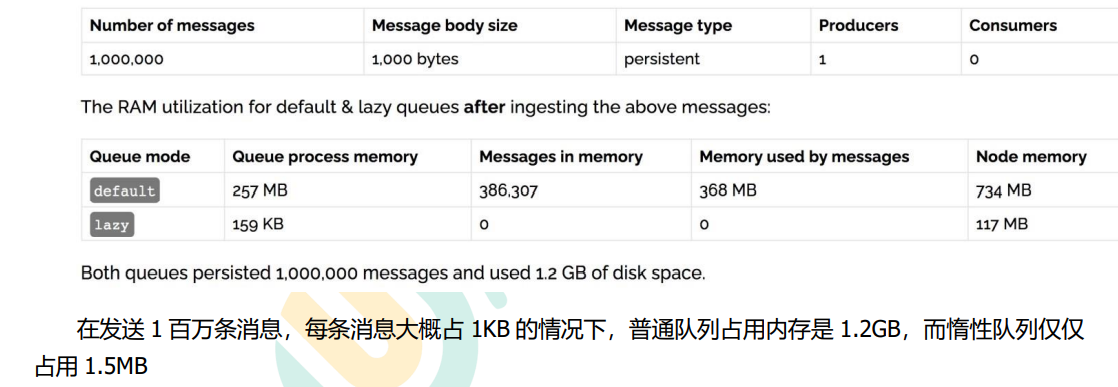 Number of messages Message body size Message type Producers Consumers
1,000,000 1,000 bytes persistent 1 0
The RAM utilization for default & lazy queues after ingesting the above messages:
Queue mode Queue process memory Messages in memory Memory used by messages Node memory
default 257 MB 386,307 368 MB 734 MB
lazy 159 KB 0 0 117 MB
Both queues persisted 1,000,000 messages and used 1.2 GB of disk space.
在发送 1 百万条消息，每条消息大概占 1KB 的情况下，普通队列占用内存是 1.2GB，而惰性队列仅仅
占用 1.5MB